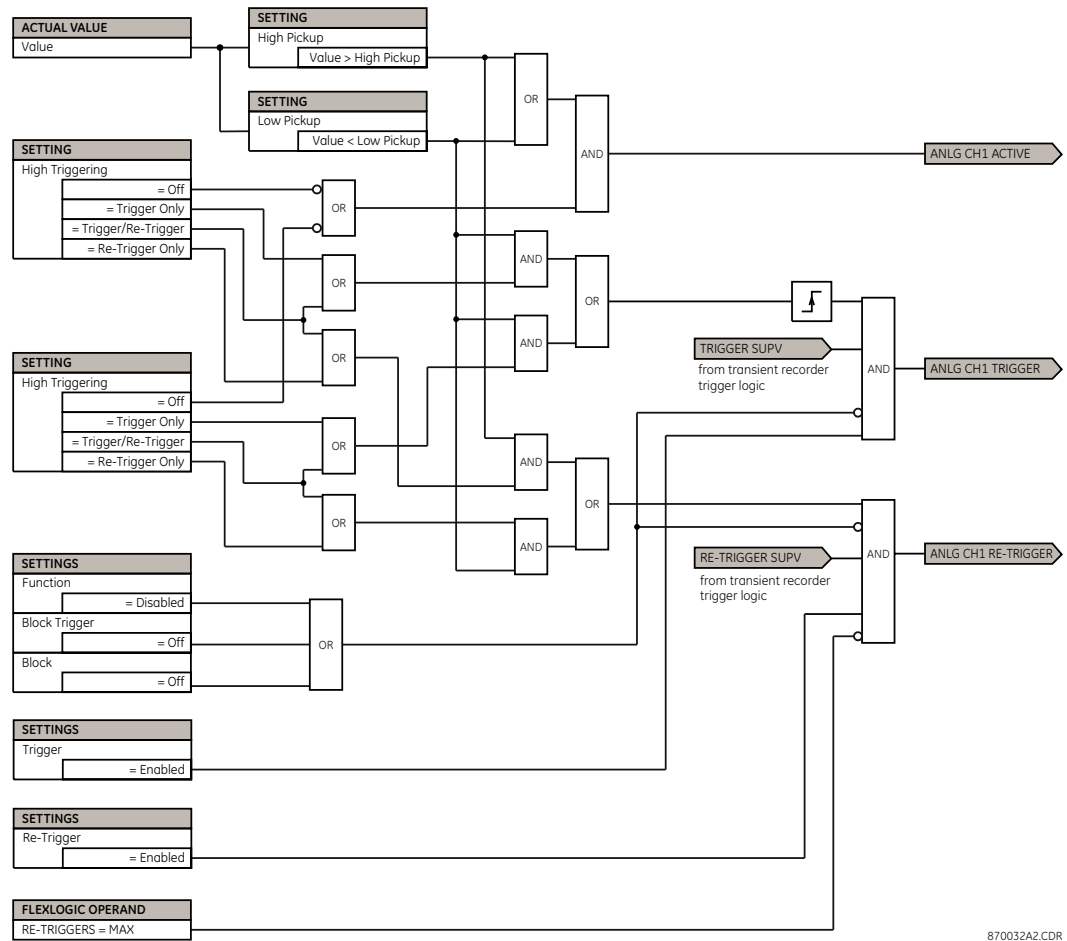 ACTUAL VALUE
Value
SETTING
High Pickup
Value > High Pickup
SETTING
Low Pickup
Value < Low Pickup
OR
AND
ANLG CH1 ACTIVE
SETTING
High Triggering
= Off
= Trigger Only
= Trigger/Re-Trigger
= Re-Trigger Only
OR
OR
OR
AND
AND
OR
SETTING
High Triggering
= Off
= Trigger Only
= Trigger/Re-Trigger
= Re-Trigger Only
OR
OR
AND
AND
OR
TRIGGER SUPV
from transient recorder
trigger logic
AND
ANLG CH1 TRIGGER
RE-TRIGGER SUPV
from transient recorder
trigger logic
AND
ANLG CH1 RE-TRIGGER
SETTINGS
Function
= Disabled
Block Trigger
= Off
Block
= Off
OR
SETTINGS
Trigger
= Enabled
SETTINGS
Re-Trigger
= Enabled
FLEXLOGIC OPERAND
RE-TRIGGERS = MAX
870032A2.CDR